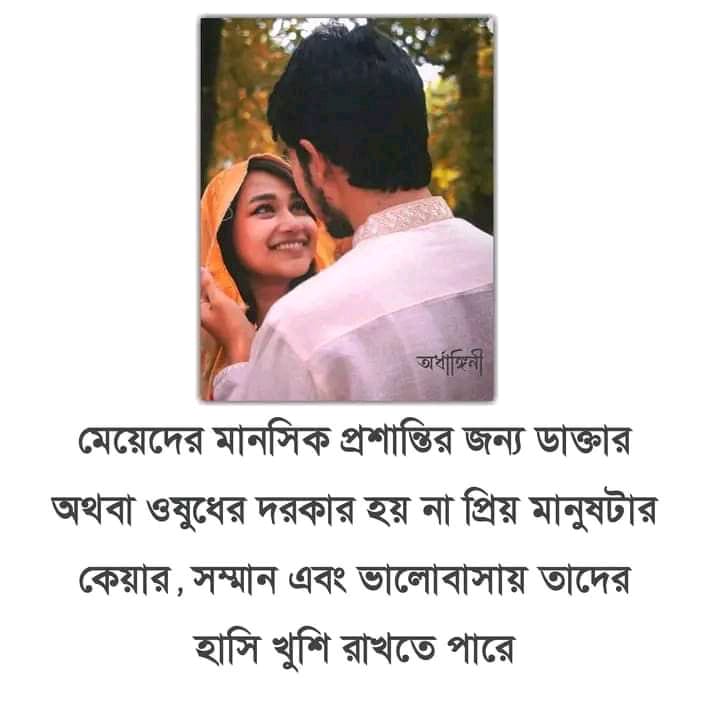 অর্ধাঙ্গিনী
মেয়েদের মানসিক প্রশান্তির জন্য ডাক্তার
অথবা ওষুধের দরকার হয় না প্রিয় মানুষটার
কেয়ার, সম্মান এবং ভালোবাসায় তাদের
হাসি খুশি রাখতে পারে